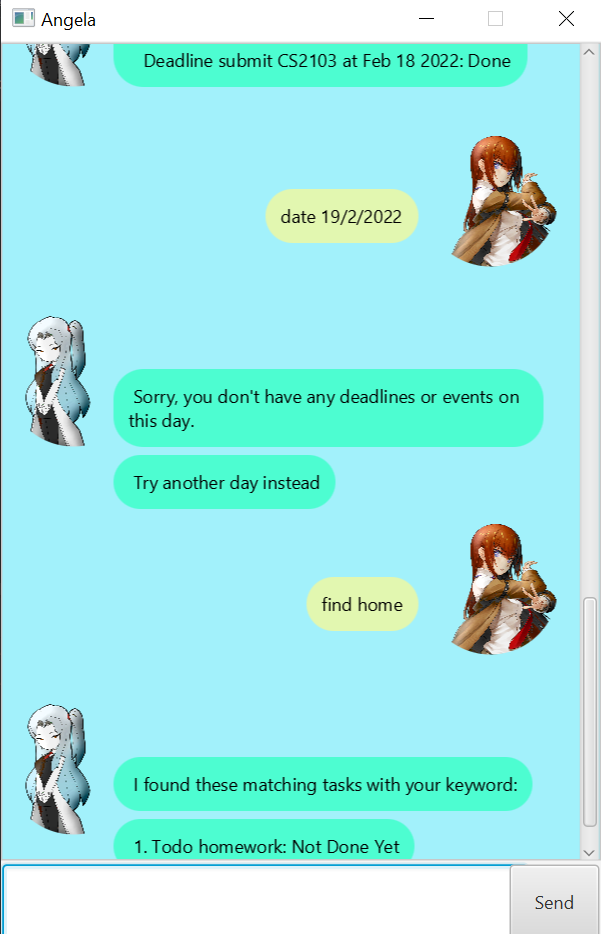 Angela
Deadline submit CS2103 at Feb 18 2022: Done
date 19/2/2022
Sorry, you don't have any deadlines or events on
this day.
Try another day instead
find home
I found these matching tasks with your keyword:
1. Todo homework: Not Done Yet
Send